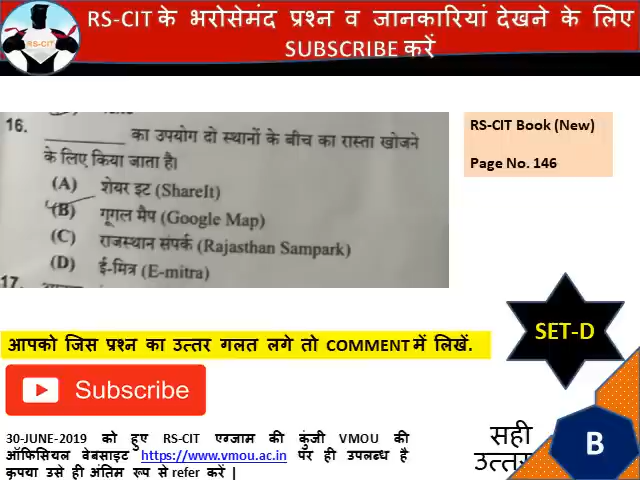 RS-CIT के भरोसेमंद प्रश्न व जानकारियां देखने के लिए
SUBSCRIBE करें
RS-CIT
16.
_________ का उपयोग दो स्थानों के बीच का रास्ता खोजने
के लिए किया जाता है।
(A) शेयर इट (ShareIt)
(B) गूगल मैप (Google Map)
(C) राजस्थान संपर्क (Rajasthan Sampark)
(D) ई-मित्र (E-mitra)
17.
RS-CIT Book (New)
Page No. 146
SET-D
आपको जिस प्रश्न का उत्तर गलत लगे तो COMMENT में लिखें.
Subscribe
30-JUNE-2019 को हुए RS-CIT एग्जाम की कुंजी VMOU की
ऑफिसियल वेबसाइट https://www.vmou.ac.in पर ही उपलब्ध है
कृपया उसे ही अंतिम रूप से refer करें |
सही
उत्तर
B